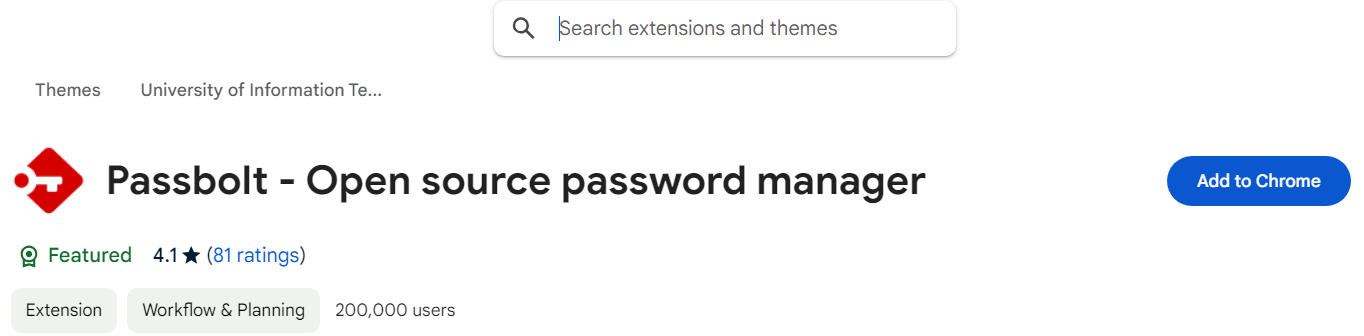 Search extensions and themes
Themes University of Information Te...
Passbolt - Open source password manager
Add to Chrome
Featured 4.1★ (81 ratings)
Extension Workflow & Planning 200,000 users